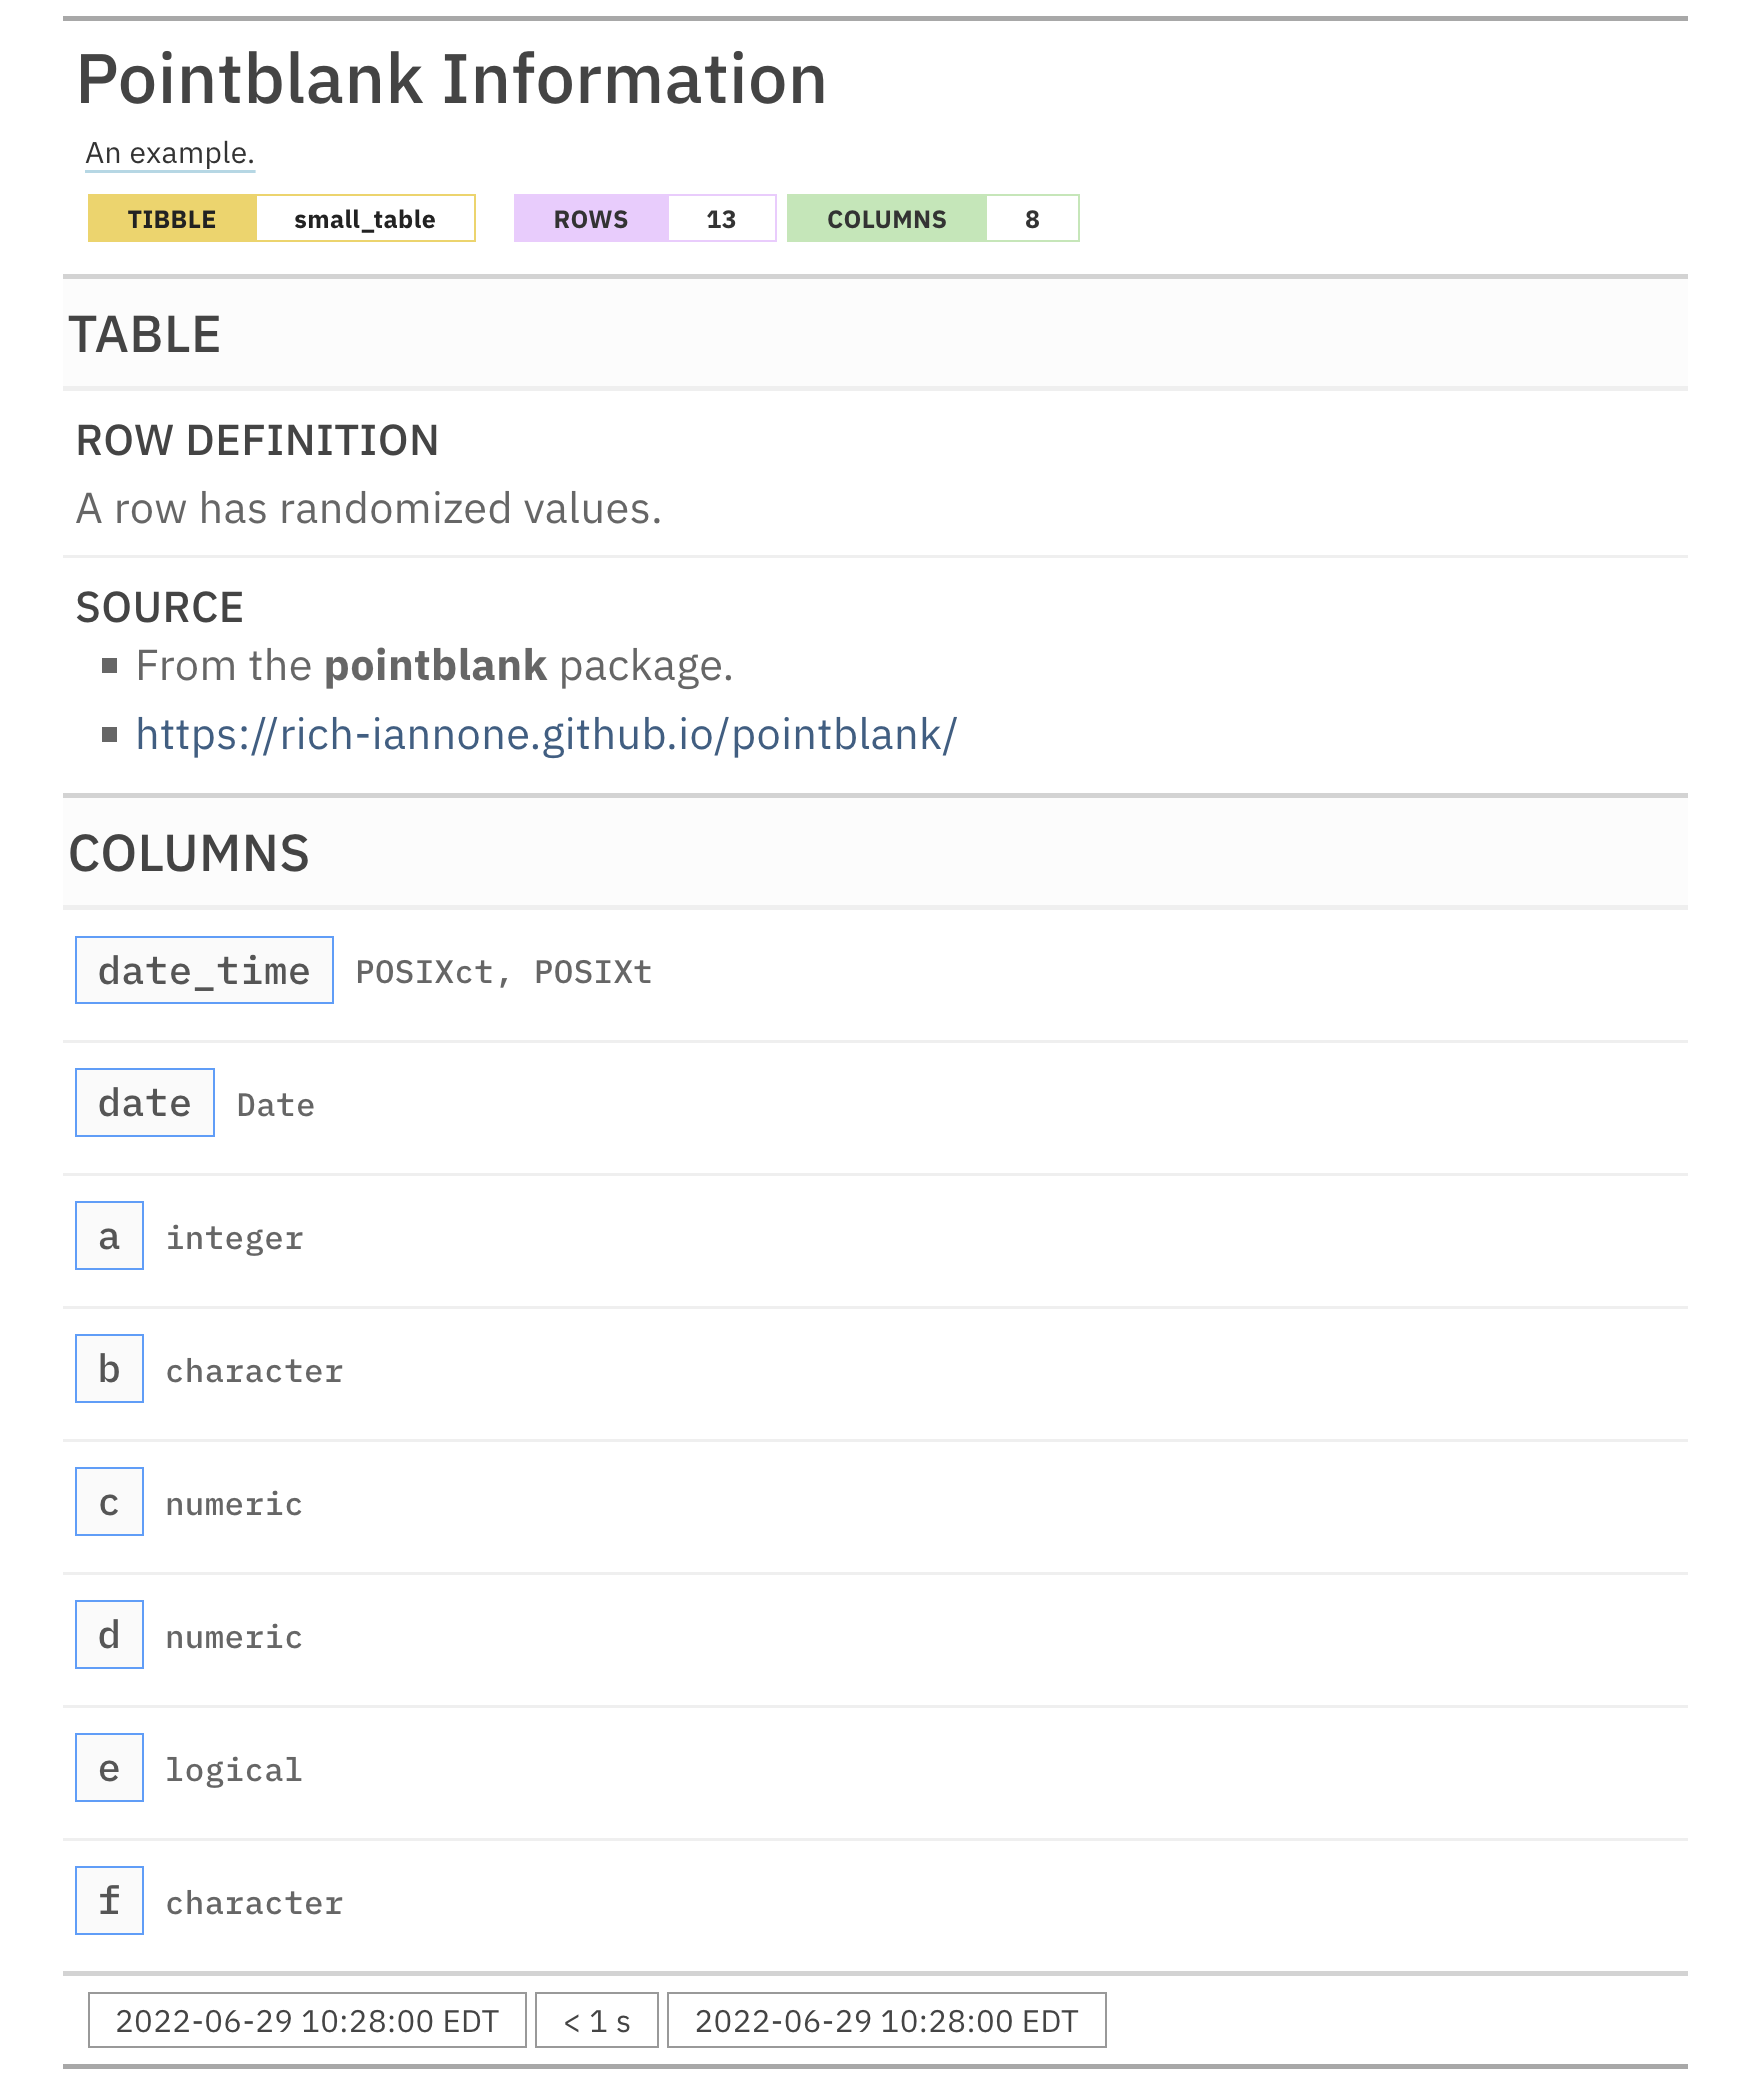 Pointblank Information
An example.
TIBBLE small_table ROWS 13 COLUMNS 8
TABLE
ROW DEFINITION
A row has randomized values.
SOURCE
From the pointblank package.
https://rich-iannone.github.io/pointblank/
COLUMNS
date_time POSIXct, POSIXt
date Date
a integer
b character
c numeric
d numeric
e logical
f character
2022-06-29 10:28:00 EDT < 1 s 2022-06-29 10:28:00 EDT